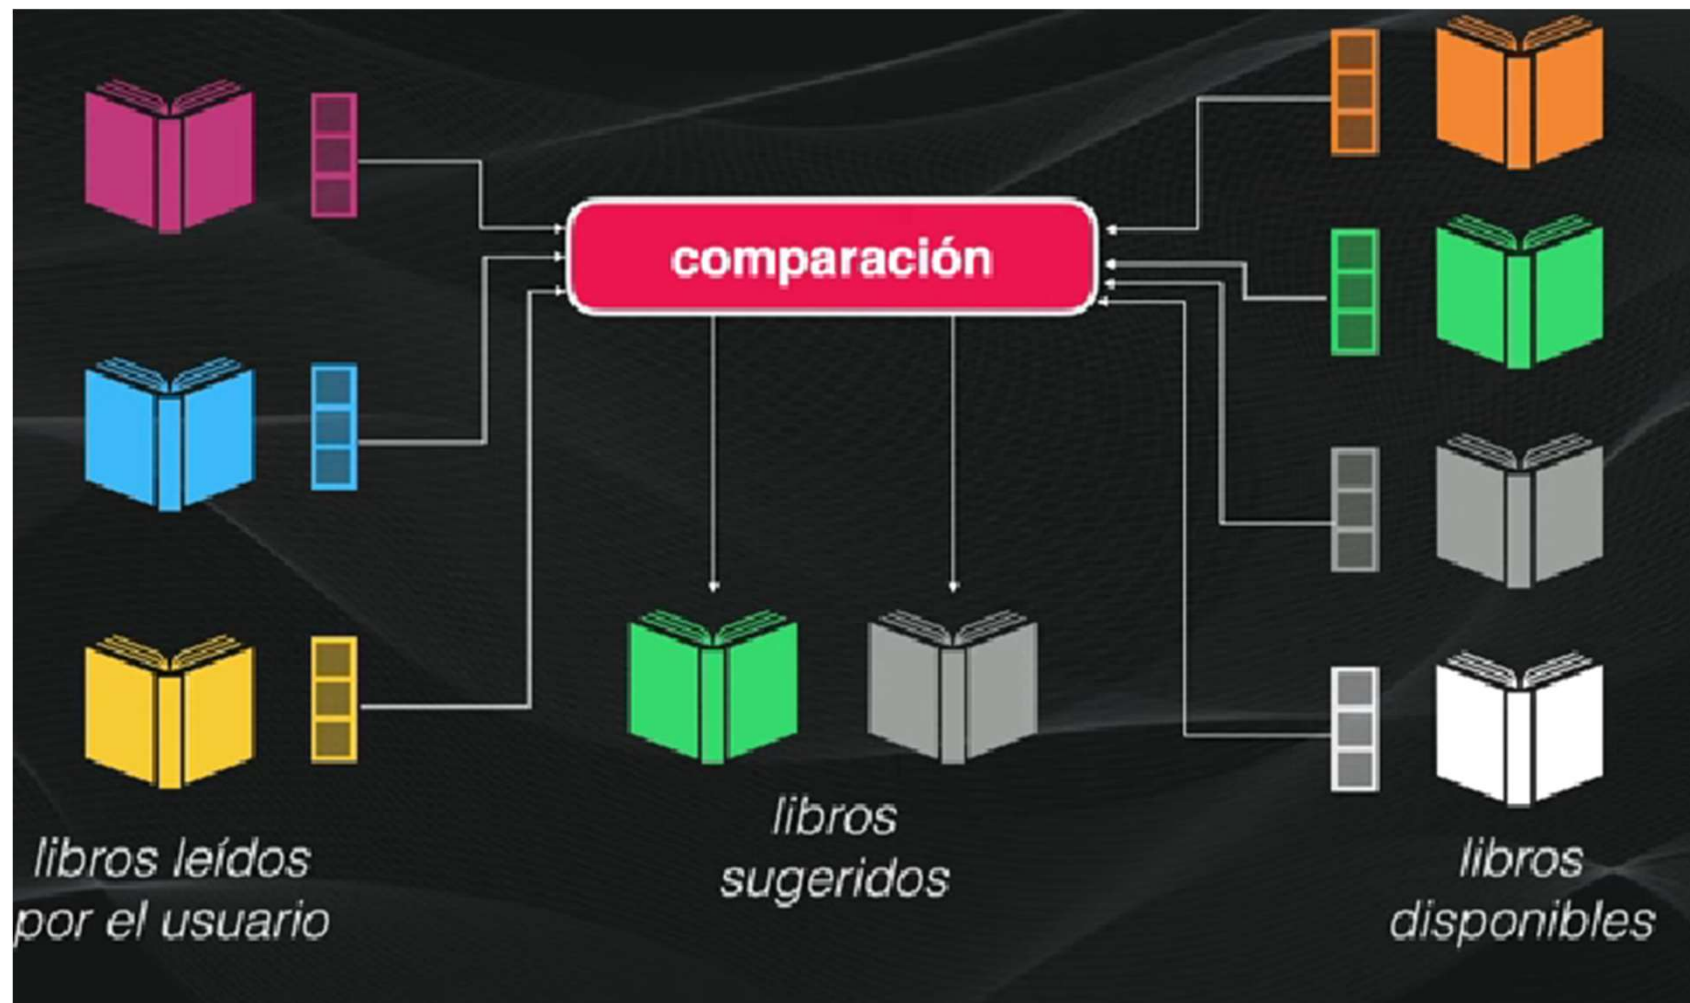 comparación
libros leídos
por el usuario
libros
sugeridos
libros
disponibles